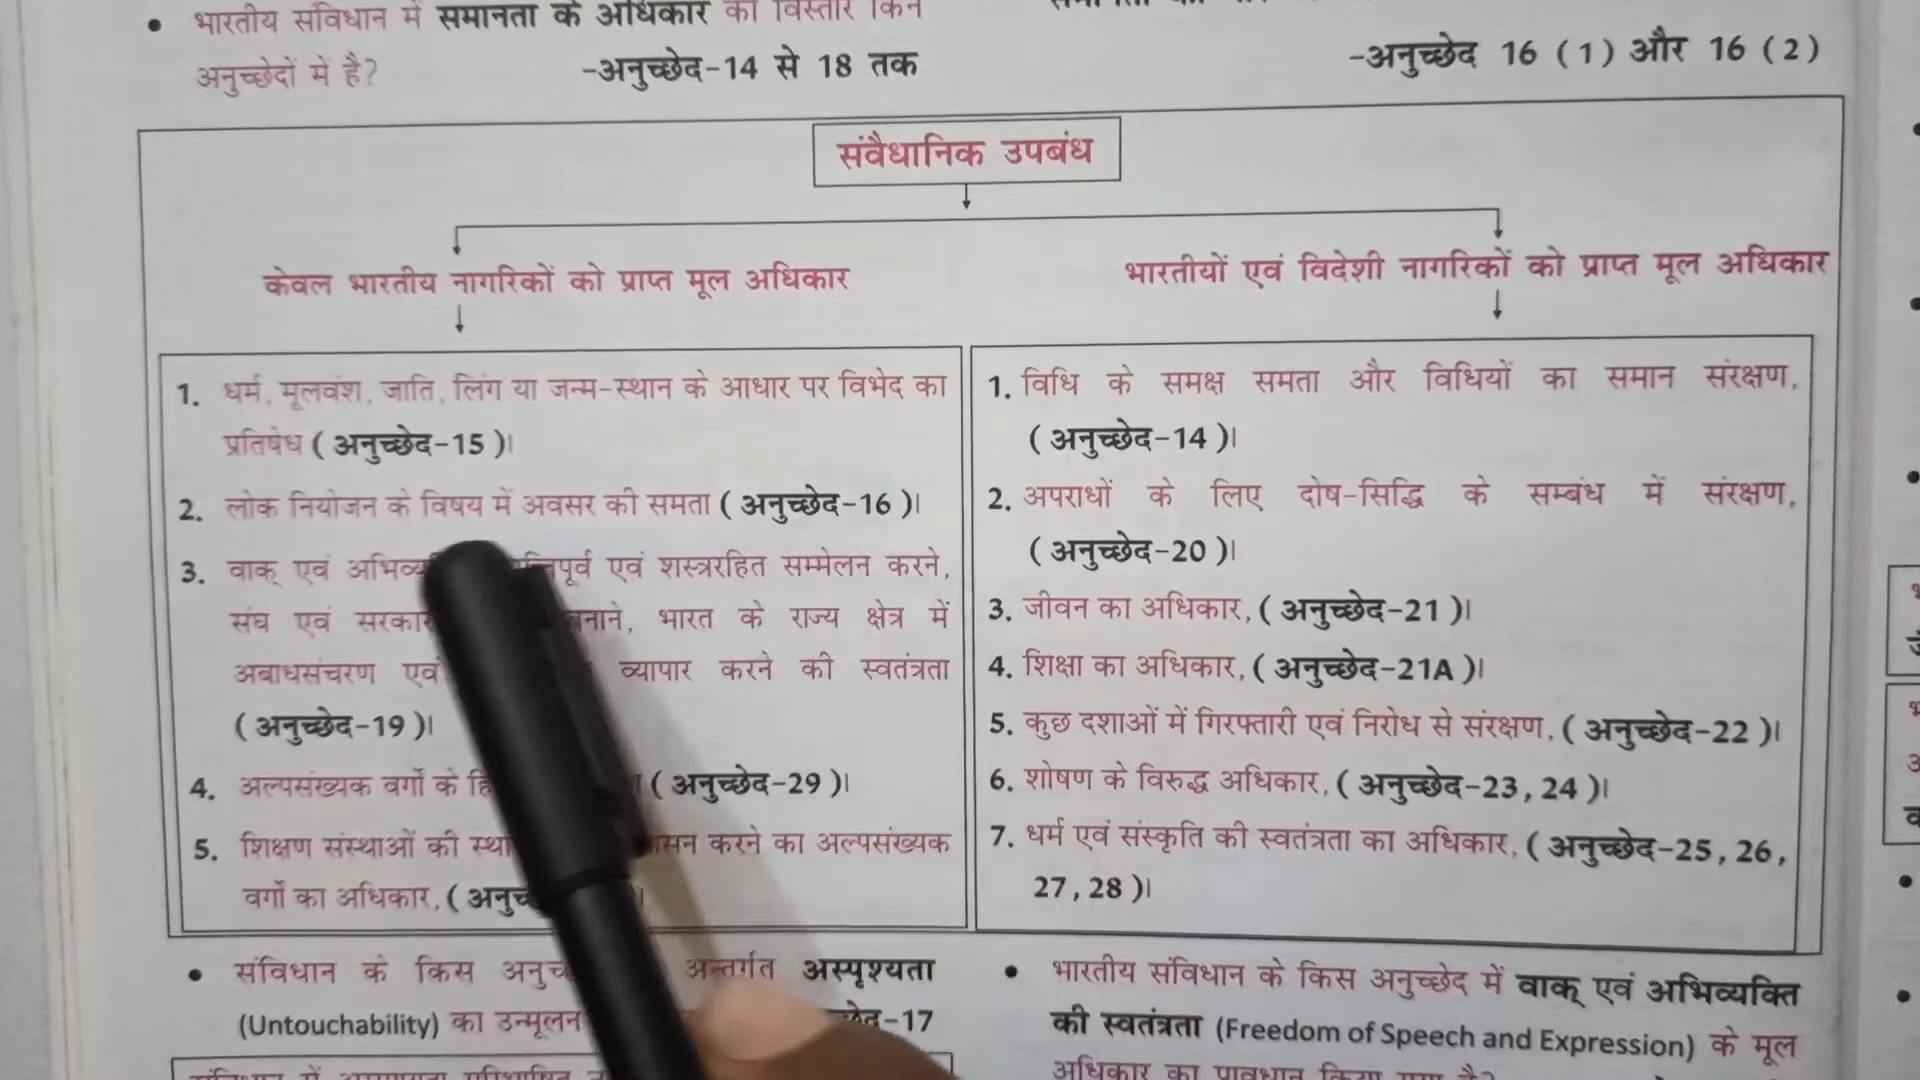 भारतीय संविधान में समानता के अधिकार का विस्तार किन
अनुच्छेदों में है? -अनुच्छेद-14 से 18 तक
-अनुच्छेद 16 (1) और 16 (2)
संवैधानिक उपबंध
केवल भारतीय नागरिकों को प्राप्त मूल अधिकार
1. धर्म, मूलवंश, जाति, लिंग या जन्म-स्थान के आधार पर विभेद का
प्रतिषेध (अनुच्छेद-15)।
2. लोक नियोजन के विषय में अवसर की समता (अनुच्छेद-16)।
3. वाक् एवं एवं शस्त्ररहित सम्मेलन करने,
संघ एवं भारत के राज्य क्षेत्र में
अबाधसंचरण एवं व्यापार करने की स्वतंत्रता
(अनुच्छेद-19)।
4. अल्पसंख्यक वर्गों के (अनुच्छेद-29)।
5. शिक्षण संस्थाओं की करने का अल्पसंख्यक
वर्गों का अधिकार,
भारतीयों एवं विदेशी नागरिकों को प्राप्त मूल अधिकार
1. विधि के समक्ष समता और विधियों का समान संरक्षण,
(अनुच्छेद-14)।
2. अपराधों के लिए दोष-सिद्धि के सम्बंध में संरक्षण,
(अनुच्छेद-20)।
3. जीवन का अधिकार, (अनुच्छेद-21)।
4. शिक्षा का अधिकार, (अनुच्छेद-21A)।
5. कुछ दशाओं में गिरफ्तारी एवं निरोध से संरक्षण, (अनुच्छेद-22)।
6. शोषण के विरुद्ध अधिकार, (अनुच्छेद-23, 24)।
7. धर्म एवं संस्कृति की स्वतंत्रता का अधिकार, (अनुच्छेद-25, 26,
27, 28)।
संविधान के किस अन्तर्गत अस्पृश्यता
(Untouchability) का उन्मूलन
भारतीय संविधान के किस अनुच्छेद में वाक् एवं अभिव्यक्ति
की स्वतंत्रता (Freedom of Speech and Expression) के मूल
अधिकार का प्रावधान किया गया है?